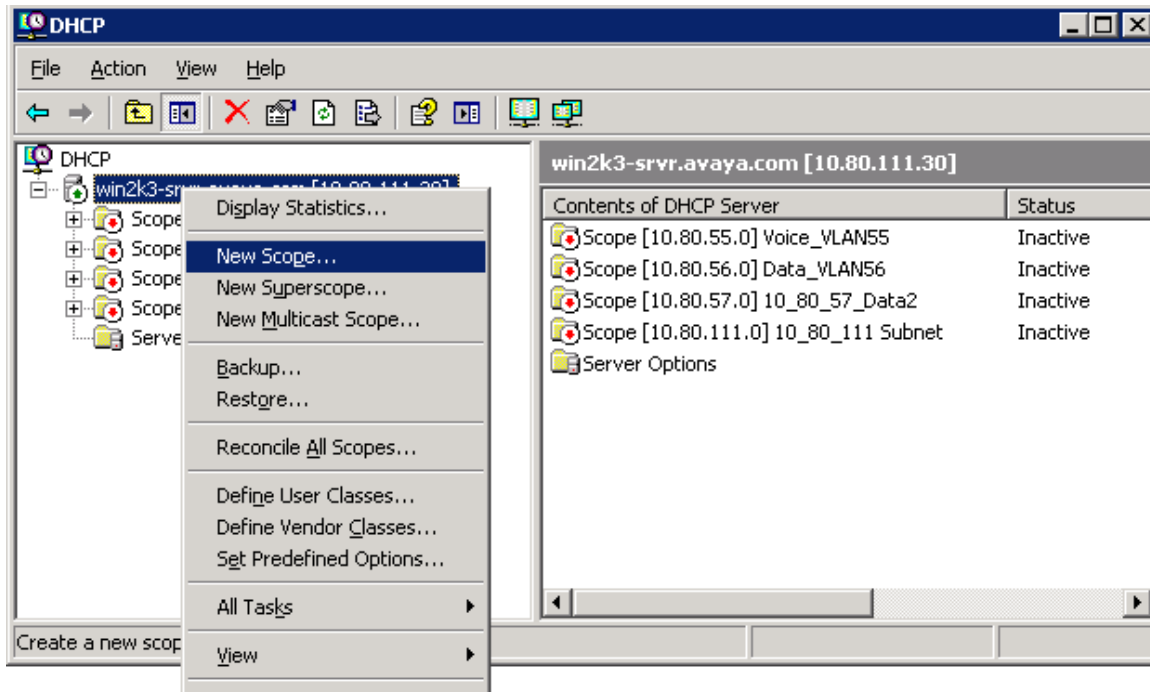 DHCP
File Action View Help
DHCP
win2k3-srvr.avaya.com [10.80.111.30]
Scope
Scope
Scope
Scope
Serve
Display Statistics...
New Scope...
New Superscope...
New Multicast Scope...
Backup...
Restore...
Reconcile All Scopes...
Define User Classes...
Define Vendor Classes...
Set Predefined Options...
All Tasks
View
win2k3-srvr.avaya.com [10.80.111.30]
Contents of DHCP Server Status
Scope [10.80.55.0] Voice_VLAN55 Inactive
Scope [10.80.56.0] Data_VLAN56 Inactive
Scope [10.80.57.0] 10_80_57_Data2 Inactive
Scope [10.80.111.0] 10_80_111 Subnet Inactive
Server Options
Create a new scop